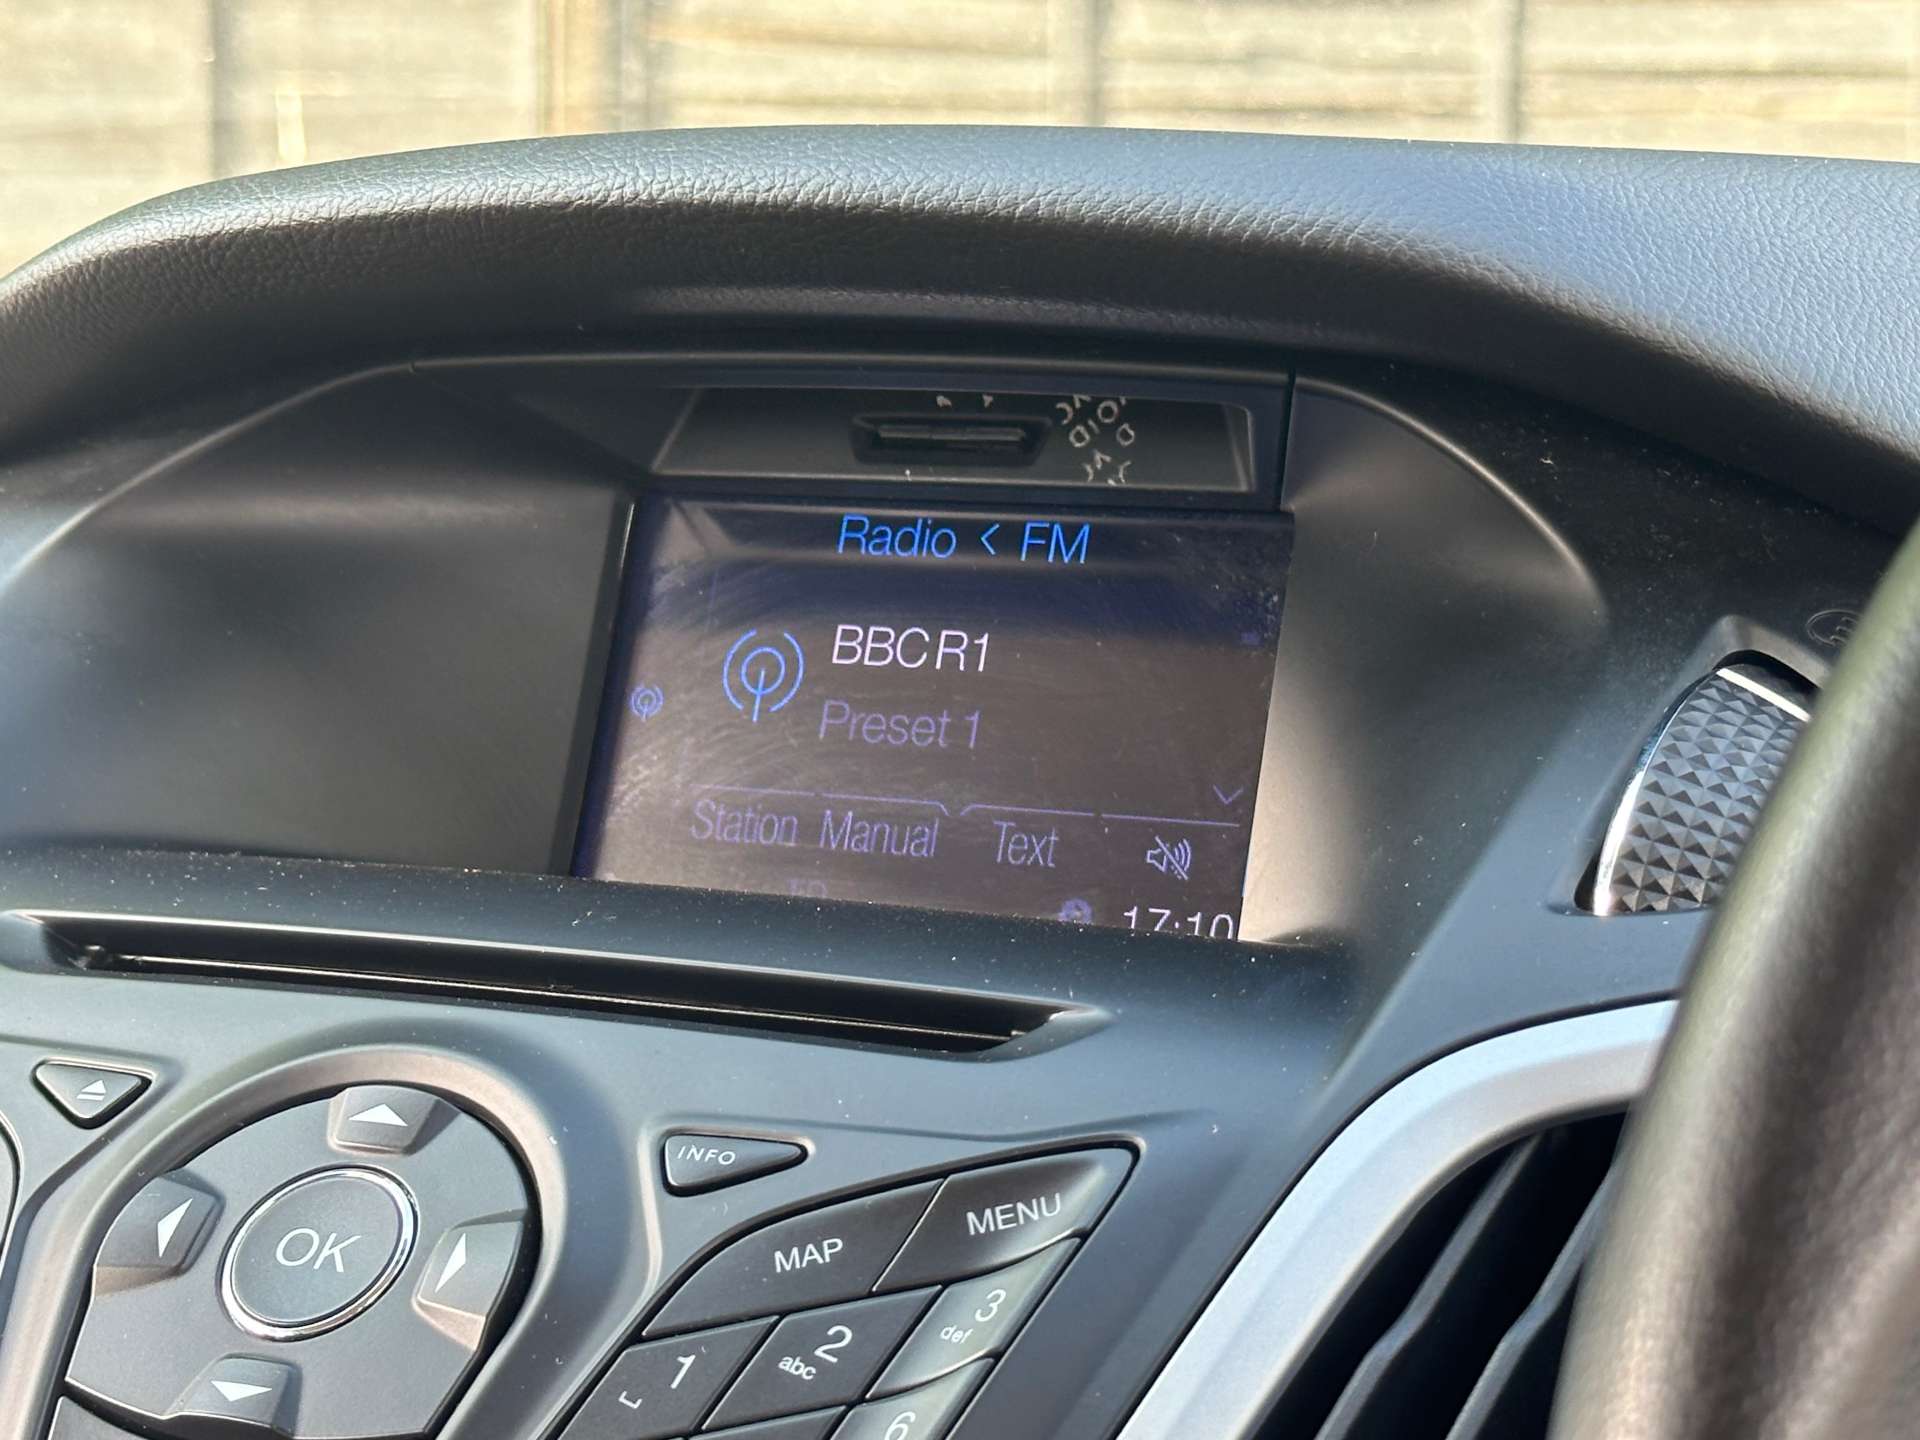 Radio < FM
BBC R1
Preset 1
Station Manual Text
17:10
INFO
MAP MENU
OK
1 2 abc 3 def
6